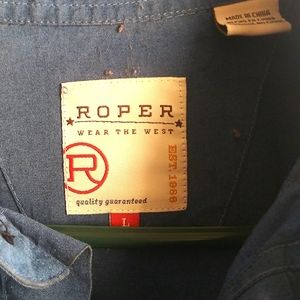 MADE IN CHINA
ROPER
WEAR THE WEST
R
EST. 1888
quality guaranteed
L